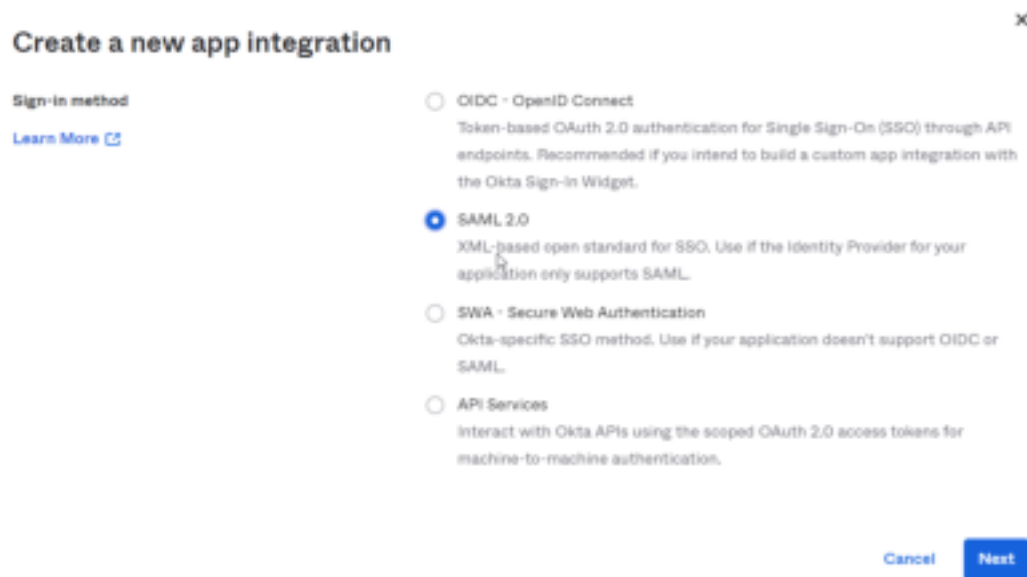 Create a new app integration
Sign-in method
Learn More
OIDC - OpenID Connect
Token-based OAuth 2.0 authentication for Single Sign-On (SSO) through API
endpoints. Recommended if you intend to build a custom app integration with
the Okta Sign-In Widget.
SAML 2.0
XML-based open standard for SSO. Use if the Identity Provider for your
application only supports SAML.
SWA - Secure Web Authentication
Okta-specific SSO method. Use if your application doesn't support OIDC or
SAML.
API Services
Interact with Okta APIs using the scoped OAuth 2.0 access tokens for
machine-to-machine authentication.
Cancel
Next